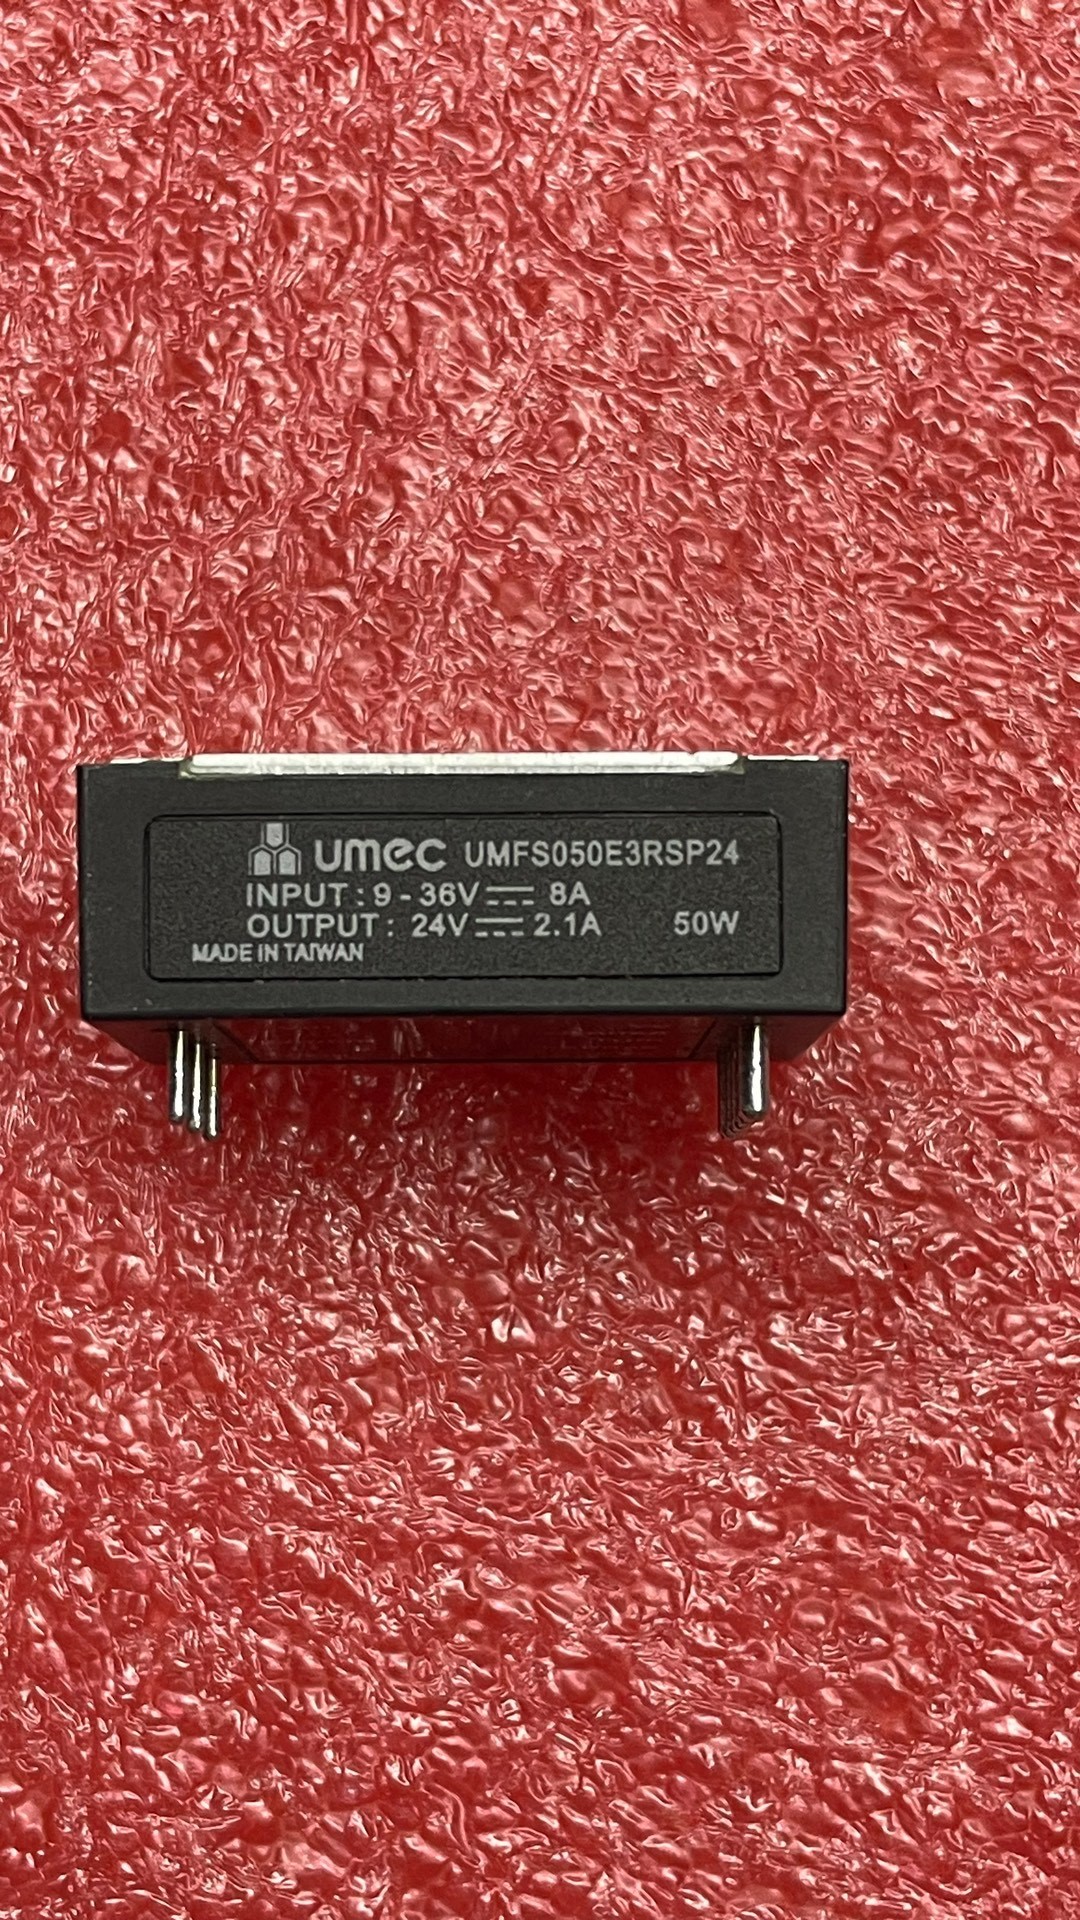 umec UMFS050E3RSP24
INPUT : 9 - 36V ⎓ 8A
OUTPUT : 24V ⎓ 2.1A 50W
MADE IN TAIWAN